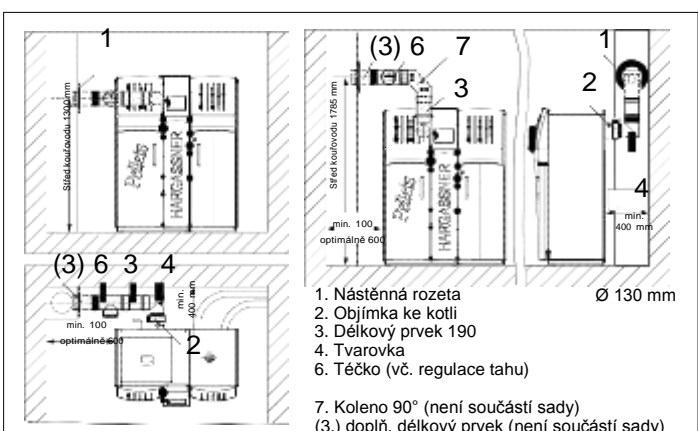 1
Střed kouřovodu 1300 mm
Pellets
HARGASSNER
(3) 6 3 4
min. 400 mm
min. 100
optimálně 600
2
(3) 6 7
3
1
2
4
Střed kouřovodu 1785 mm
min. 100
optimálně 600
Pellets
HARGASSNER
min.
400 mm
Ø 130 mm
1. Nástěnná rozeta
2. Objímka ke kotli
3. Délkový prvek 190
4. Tvarovka
6. Téčko (vč. regulace tahu)
7. Koleno 90° (není součástí sady)
(3.) doplň. délkový prvek (není součástí sady)